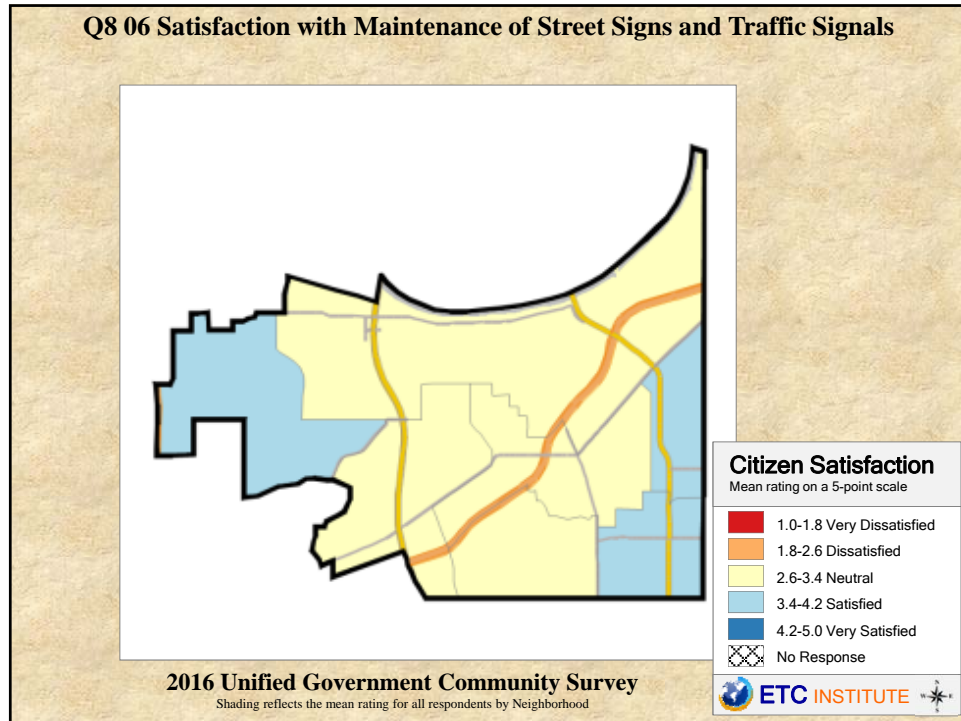 Q8 06 Satisfaction with Maintenance of Street Signs and Traffic Signals
Citizen Satisfaction
Mean rating on a 5-point scale
1.0-1.8 Very Dissatisfied
1.8-2.6 Dissatisfied
2.6-3.4 Neutral
3.4-4.2 Satisfied
4.2-5.0 Very Satisfied
No Response
2016 Unified Government Community Survey
Shading reflects the mean rating for all respondents by Neighborhood
ETC INSTITUTE
N
W E
S